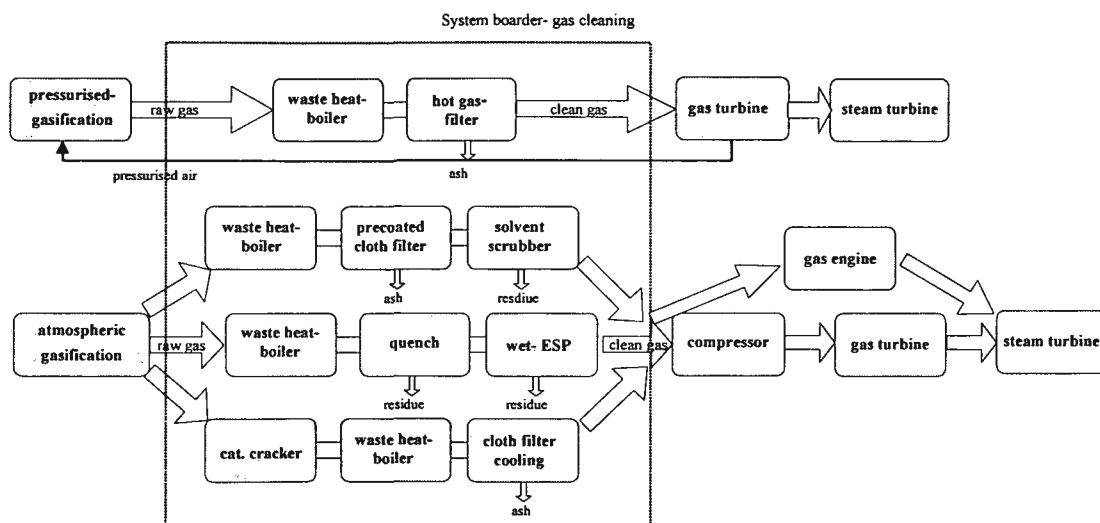 System boarder- gas cleaning
pressurised-
gasification
raw gas
waste heat-
boiler
hot gas-
filter
clean gas
gas turbine
steam turbine
pressurised air
ash
waste heat-
boiler
precoated
cloth filter
solvent
scrubber
gas engine
ash
resdiue
atmospheric
gasification
raw gas
waste heat-
boiler
quench
wet- ESP
clean gas
compressor
gas turbine
steam turbine
residue
residue
cat. cracker
waste heat-
boiler
cloth filter
cooling
ash